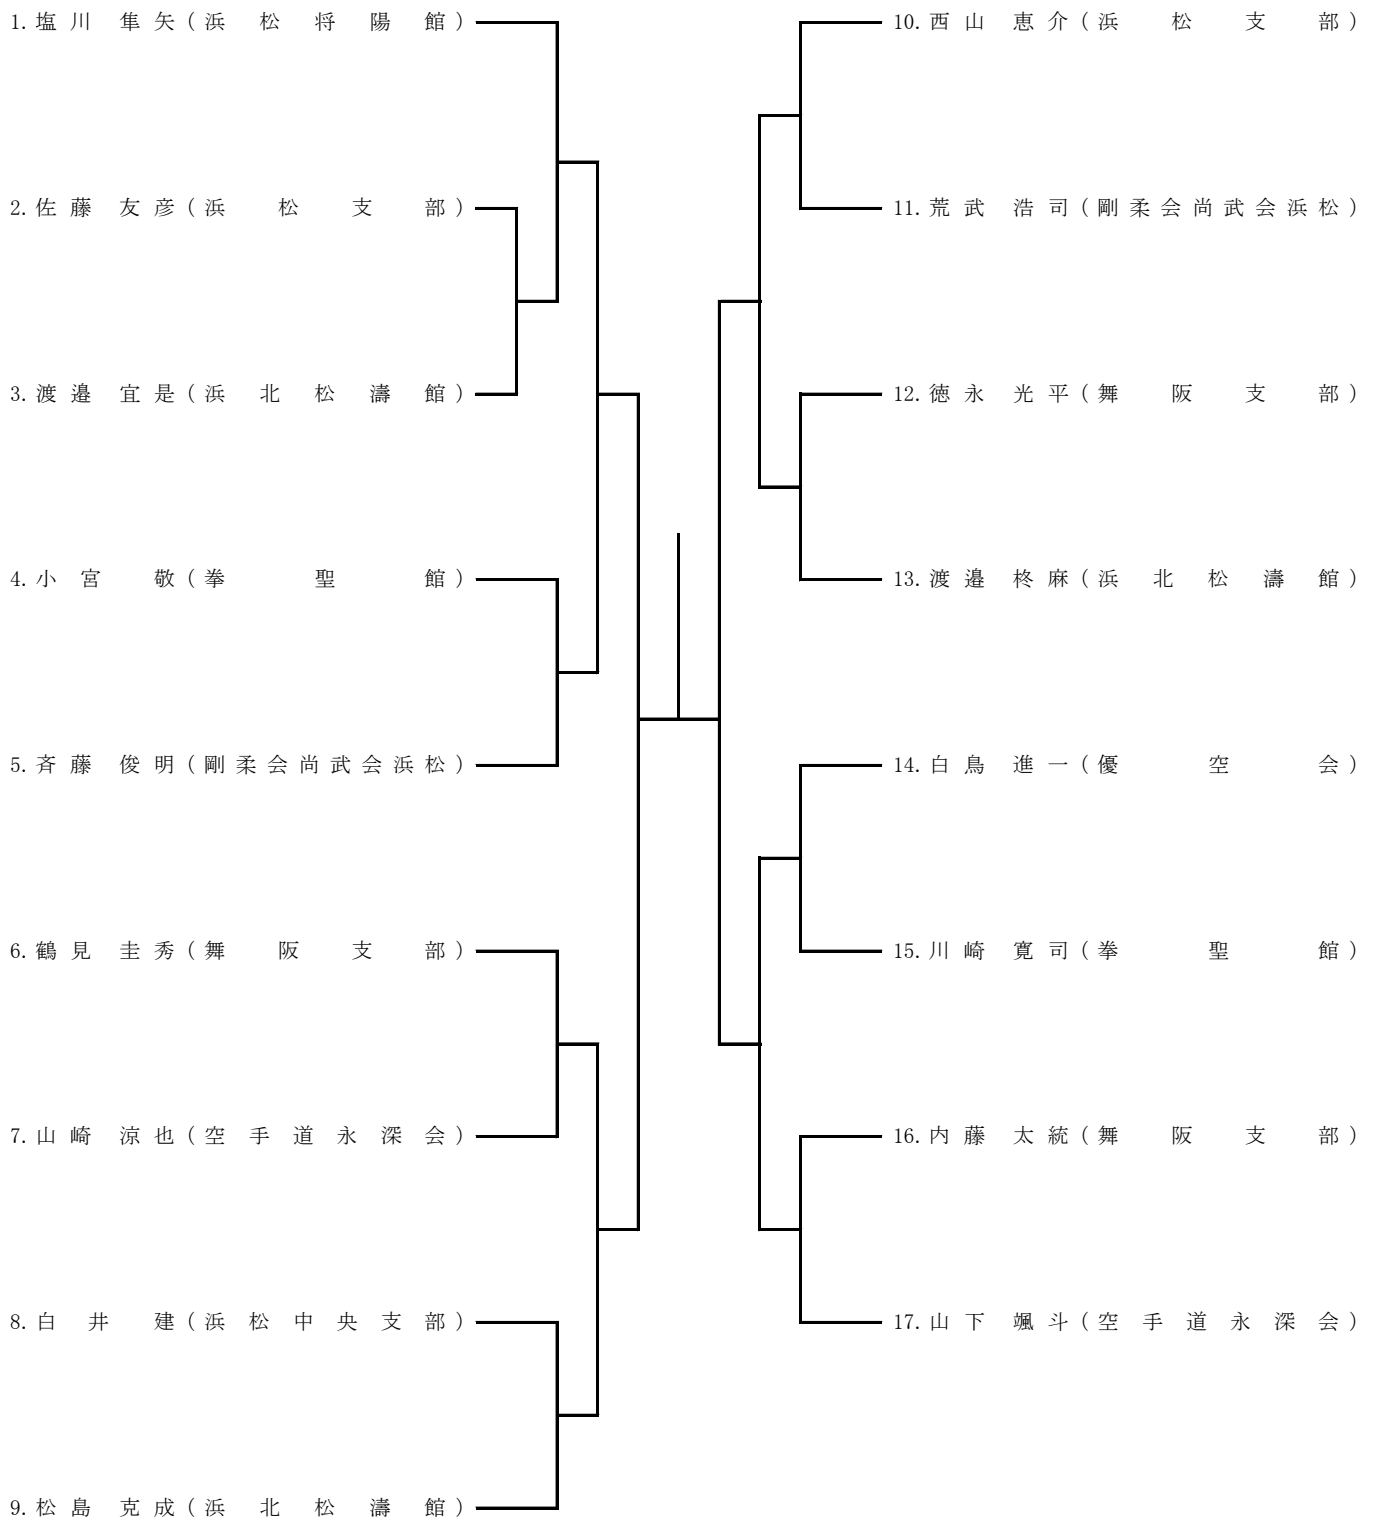 1.塩川 隼矢(浜松将陽館)
2.佐藤 友彦(浜松支部)
3.渡邉 宜是(浜北松濤館)
4.小宮 敬(拳聖館)
5.斉藤 俊明(剛柔会尚武会浜松)
6.鶴見 圭秀(舞阪支部)
7.山崎 涼也(空手道永深会)
8.白井 建(浜松中央支部)
9.松島 克成(浜北松濤館)
10.西山 恵介(浜松支部)
11.荒武 浩司(剛柔会尚武会浜松)
12.徳永 光平(舞阪支部)
13.渡邉 柊麻(浜北松濤館)
14.白鳥 進一(優空会)
15.川崎 寛司(拳聖館)
16.内藤 太統(舞阪支部)
17.山下 颯斗(空手道永深会)